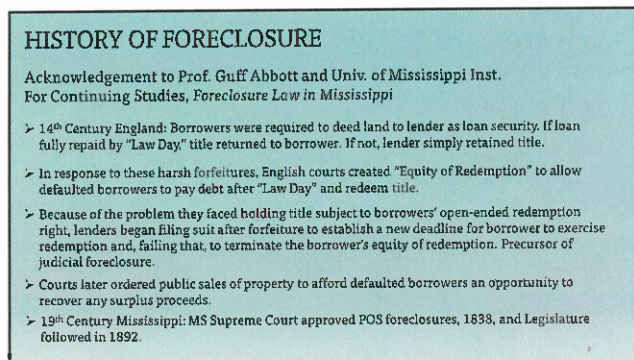 HISTORY OF FORECLOSURE
Acknowledgement to Prof. Guff Abbott and Univ. of Mississippi Inst.
For Continuing Studies, Foreclosure Law in Mississippi
➢ 14th Century England: Borrowers were required to deed land to lender as loan security. If loan
fully repaid by "Law Day," title returned to borrower. If not, lender simply retained title.
➢ In response to these harsh forfeitures, English courts created "Equity of Redemption" to allow
defaulted borrowers to pay debt after "Law Day" and redeem title.
➢ Because of the problem they faced holding title subject to borrowers' open-ended redemption
right, lenders began filing suit after forfeiture to establish a new deadline for borrower to exercise
redemption and, failing that, to terminate the borrower's equity of redemption. Precursor of
judicial foreclosure.
➢ Courts later ordered public sales of property to afford defaulted borrowers an opportunity to
recover any surplus proceeds.
➢ 19th Century Mississippi: MS Supreme Court approved POS foreclosures, 1838, and Legislature
followed in 1892.